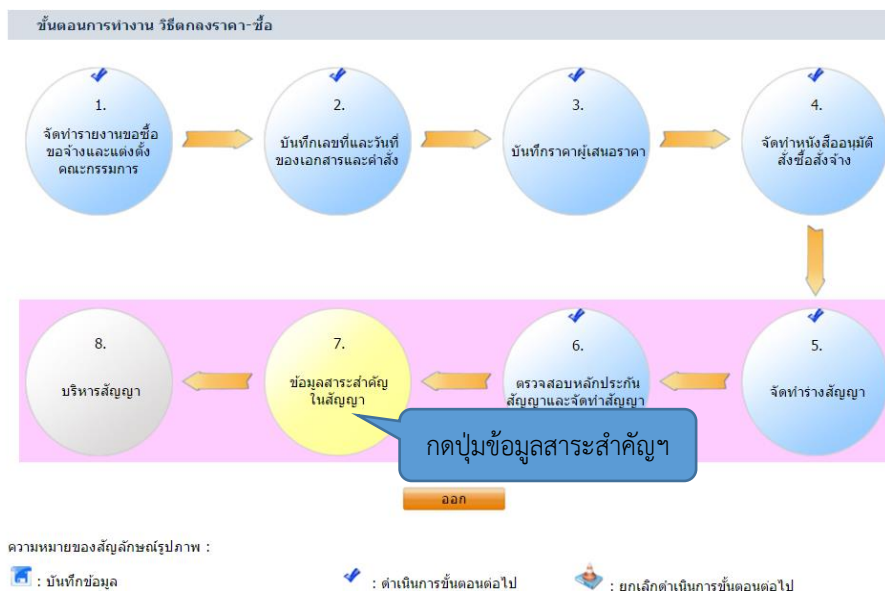 ขั้นตอนการทำงาน วิธีตกลงราคา-ซื้อ
1.
จัดทำรายงานขอซื้อ
ขอจ้างและแต่งตั้ง
คณะกรรมการ
2.
บันทึกเลขที่และวันที่
ของเอกสารและคำสั่ง
3.
บันทึกราคาผู้เสนอราคา
4.
จัดทำหนังสืออนุมัติ
สั่งซื้อสั่งจ้าง
5.
จัดทำร่างสัญญา
6.
ตรวจสอบหลักประกัน
สัญญาและจัดทำสัญญา
7.
ข้อมูลสาระสำคัญ
ในสัญญา
8.
บริหารสัญญา
กดปุ่มข้อมูลสาระสำคัญฯ
ออก
ความหมายของสัญลักษณ์รูปภาพ :
: บันทึกข้อมูล
: ดำเนินการขั้นตอนต่อไป
: ยกเลิกดำเนินการขั้นตอนต่อไป